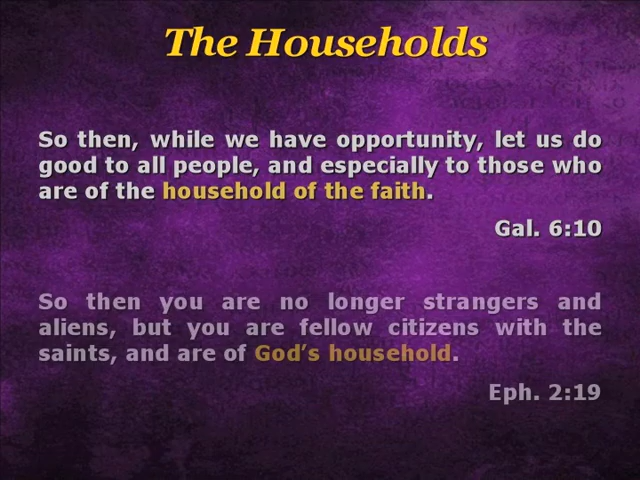 The Households
So then, while we have opportunity, let us do
good to all people, and especially to those who
are of the household of the faith.
Gal. 6:10
So then you are no longer strangers and
aliens, but you are fellow citizens with the
saints, and are of God's household.
Eph. 2:19